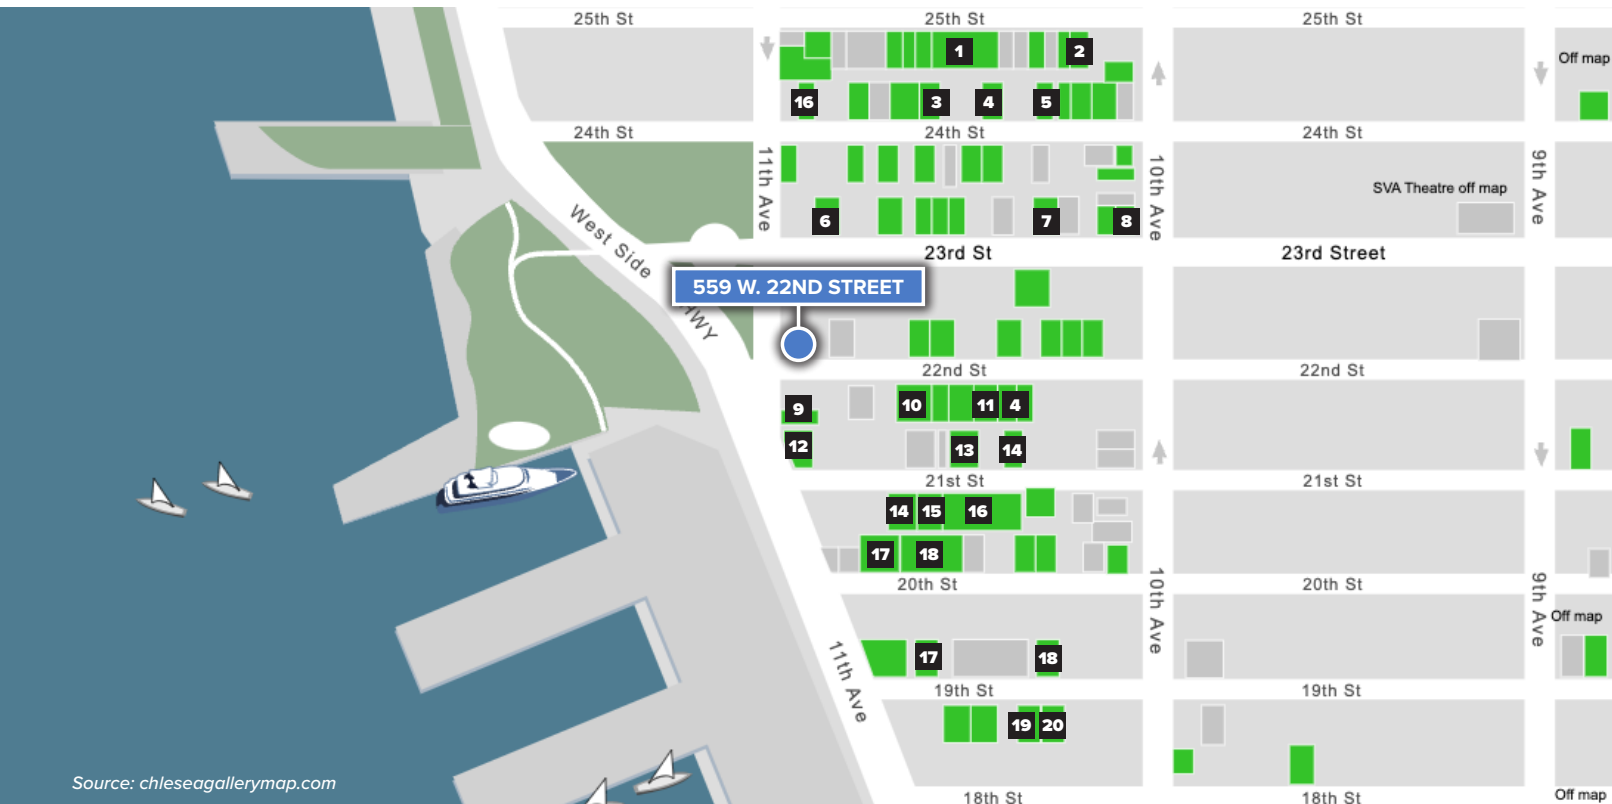 25th St
25th St
25th St
1
2
Off map
16
3
4
5
24th St
24th St
24th St
11th Ave
10th Ave
9th Ave
SVA Theatre off map
6
7
8
West Side
HWY
23rd St
23rd Street
559 W. 22ND STREET
22nd St
22nd St
9
10
11
4
12
13
14
21st St
21st St
14
15
16
17
18
20th St
20th St
10th Ave
9th Ave
Off map
11th Ave
17
18
19th St
19th St
19
20
Source: chleseagallerymap.com
18th St
18th St
Off map